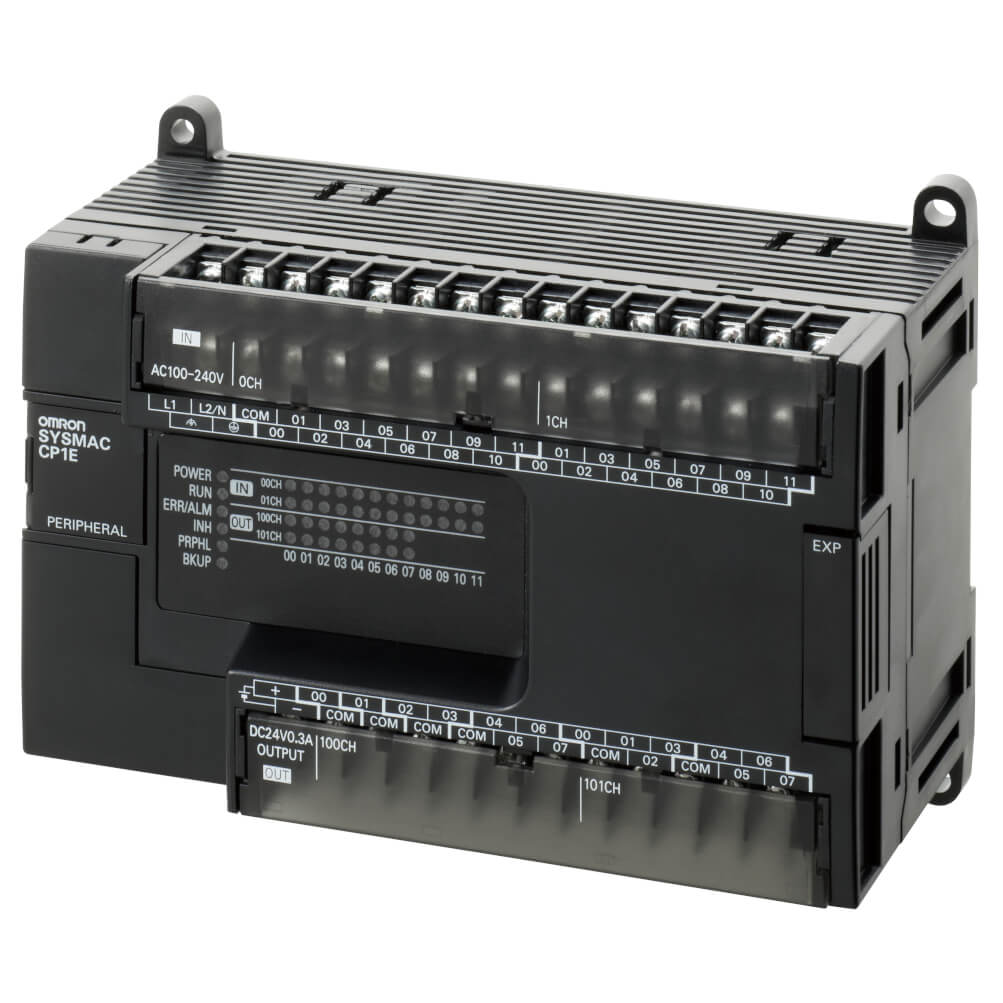 IN
AC100-240V 0CH 1CH
L1 L2/N COM 01 03 05 07 09 11 01 03 05 07 09 11
00 02 04 06 08 10 00 02 04 06 08 10
OMRON
SYSMAC
CP1E
PERIPHERAL
POWER
RUN
ERR/ALM
INH
PRPHL
BKUP
IN 00CH
01CH
OUT 100CH
101CH
00 01 02 03 04 05 06 07 08 09 10 11
EXP
+ 00 01 02 03 04 06 00 01 03 04 06
− COM COM COM COM 05 07 COM 02 COM 05 07
DC24V0.3A 100CH
OUTPUT
OUT
101CH